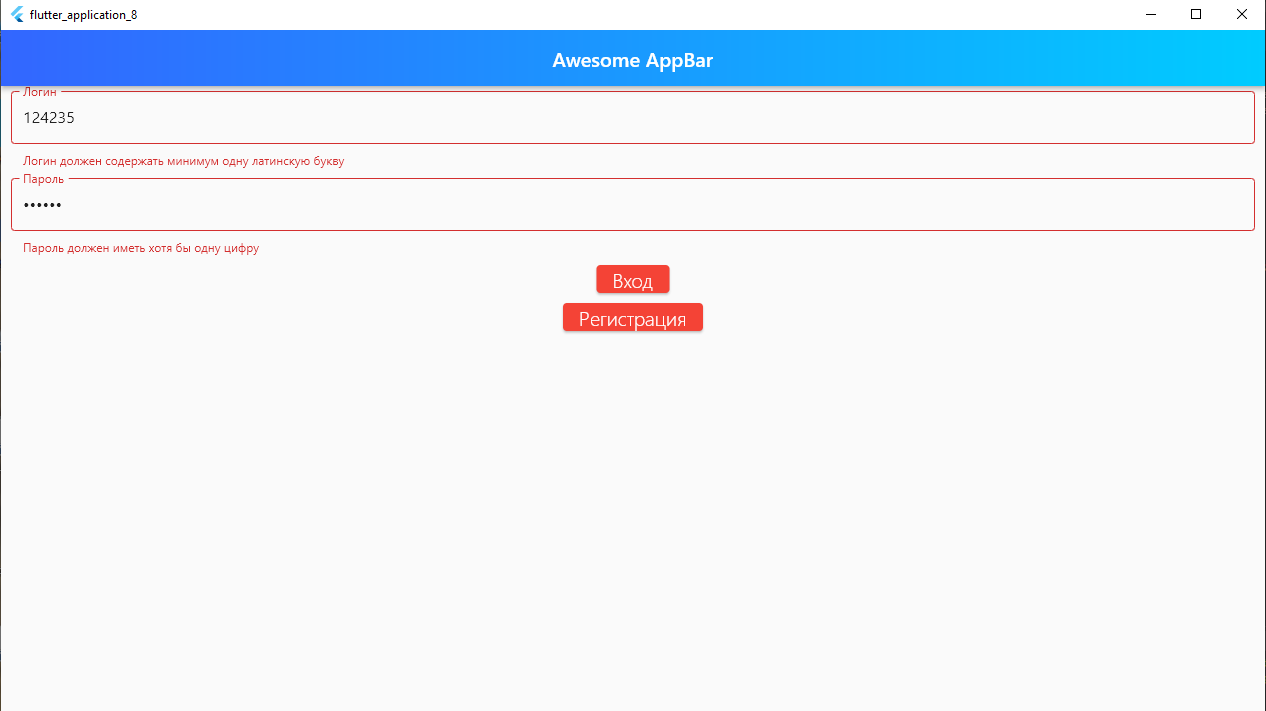 flutter_application_8
Awesome AppBar
Логин
124235
Логин должен содержать минимум одну латинскую букву
Пароль
••••••
Пароль должен иметь хотя бы одну цифру
Вход
Регистрация